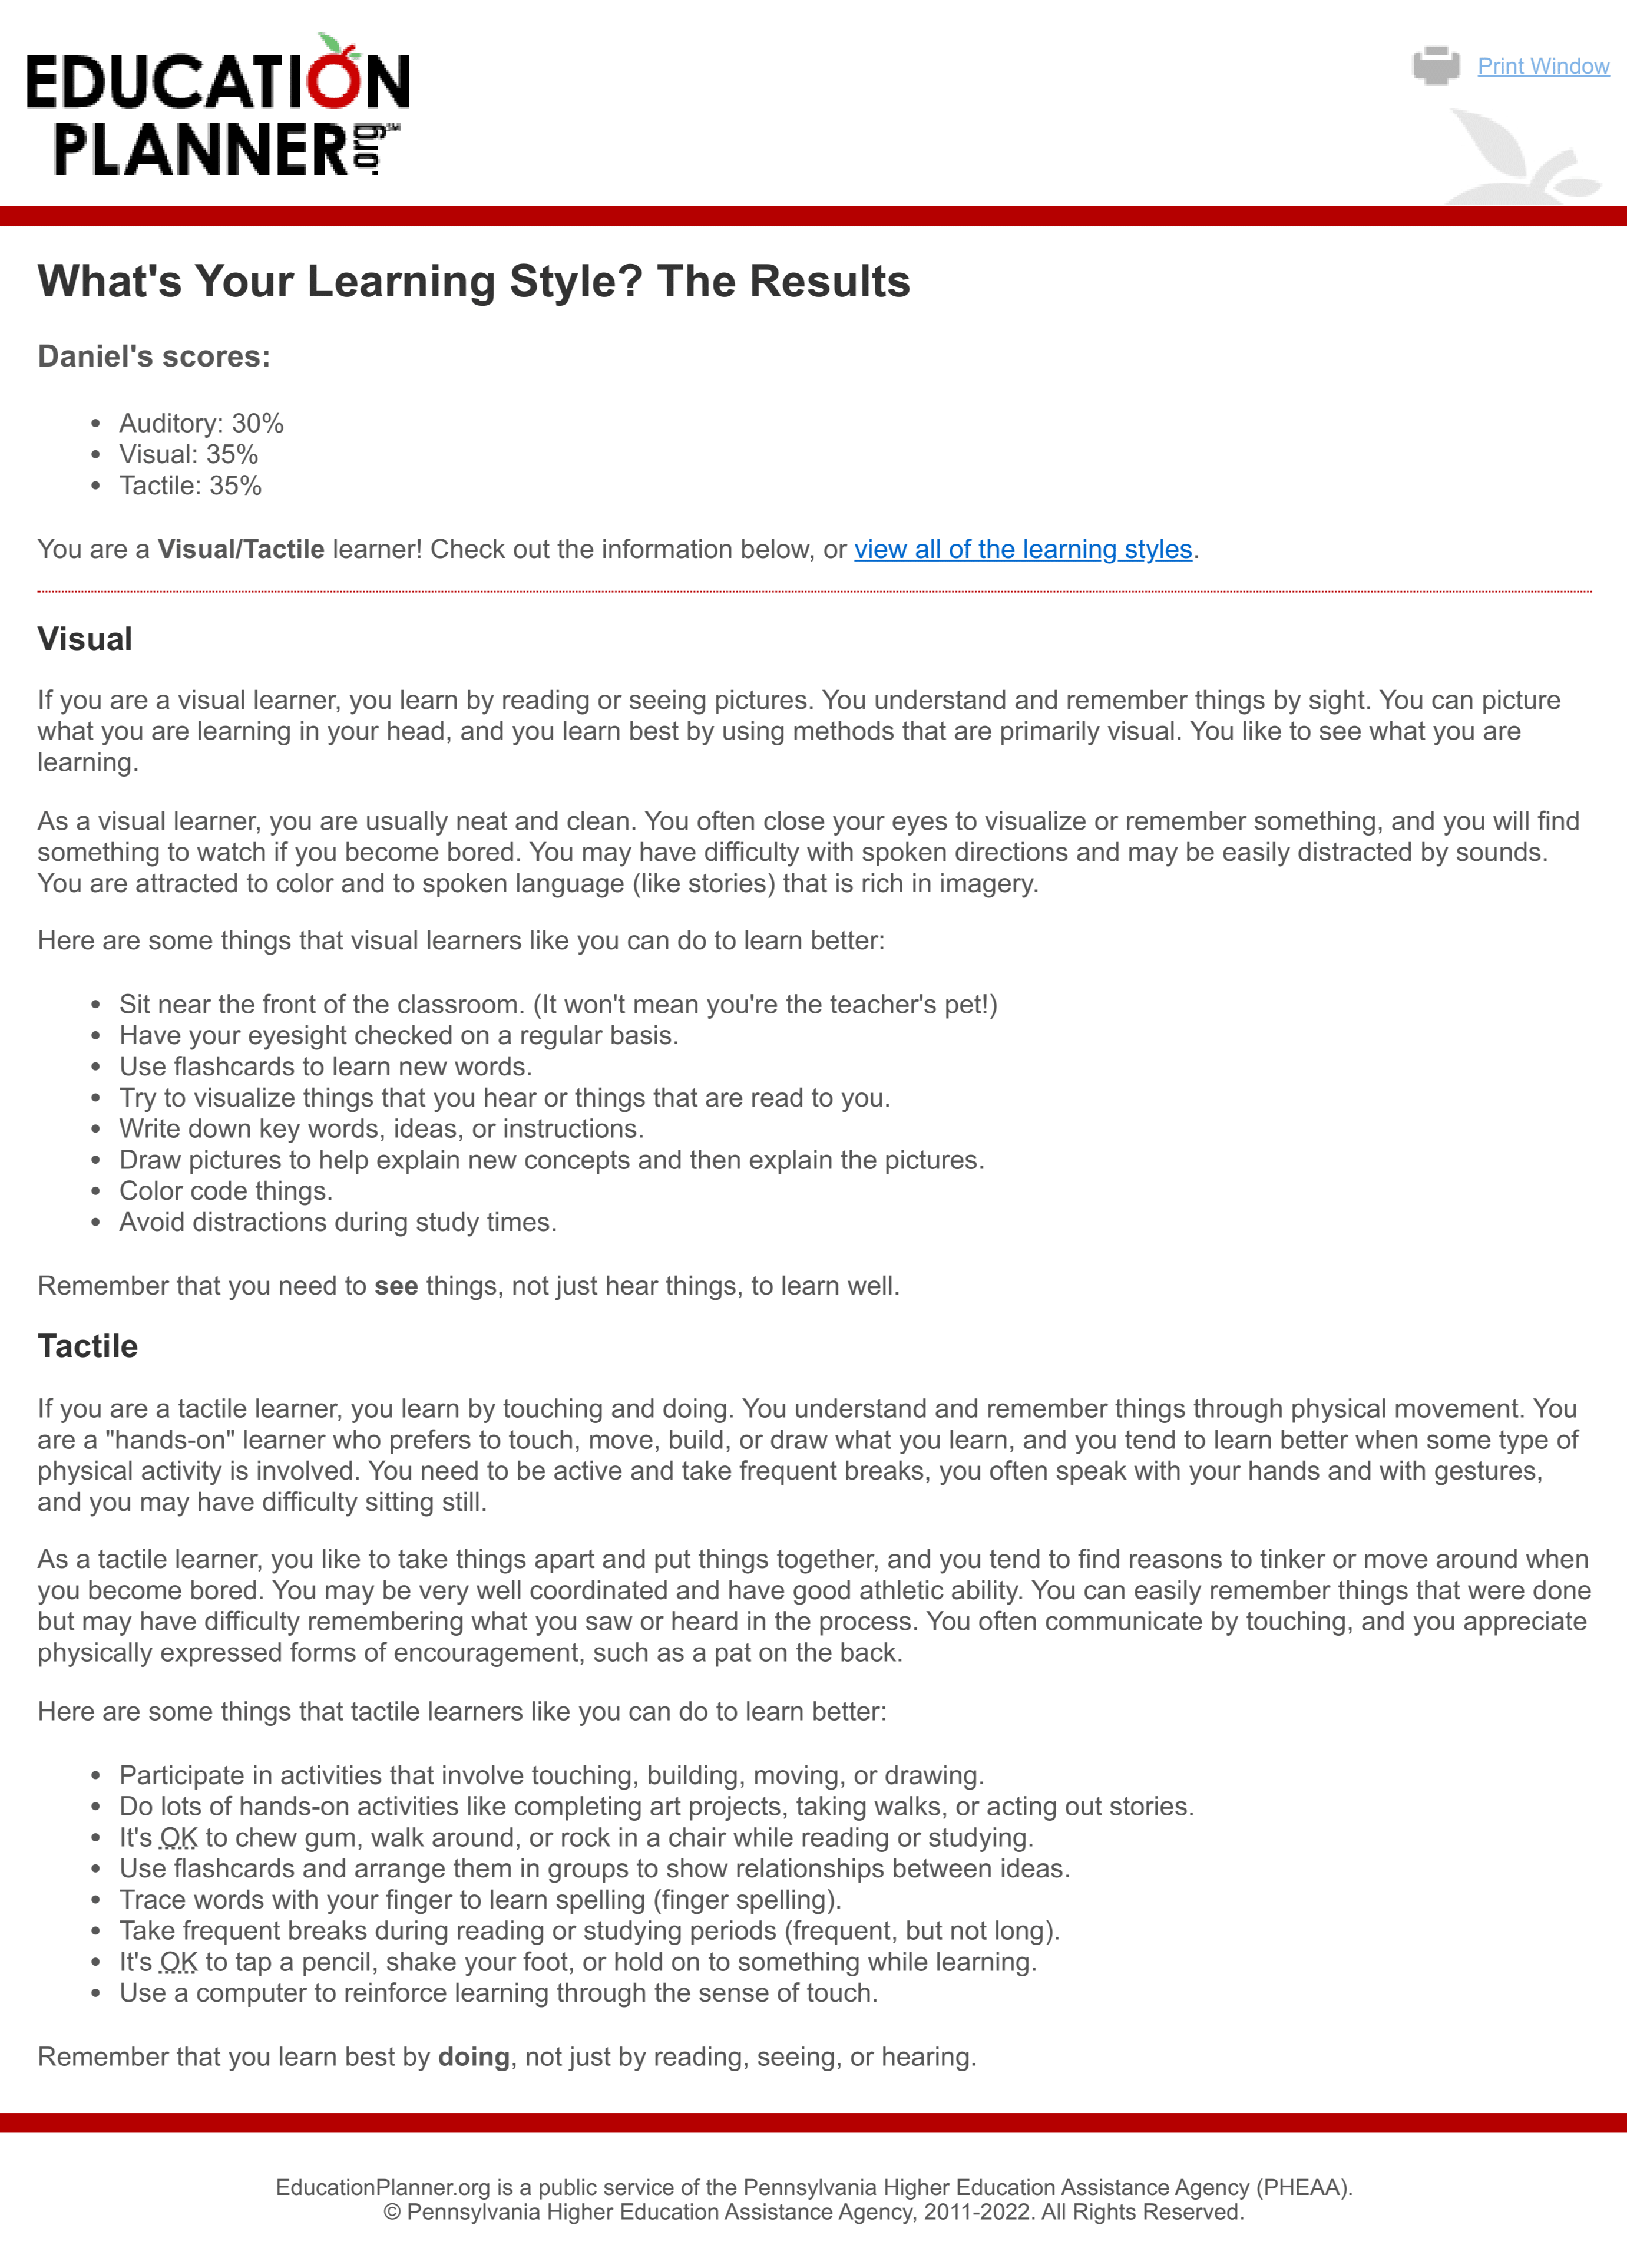 EDUCATION
PLANNER.org℠
Print Window
What's Your Learning Style? The Results
Daniel's scores:
• Auditory: 30%
• Visual: 35%
• Tactile: 35%
You are a Visual/Tactile learner! Check out the information below, or view all of the learning styles.
Visual
If you are a visual learner, you learn by reading or seeing pictures. You understand and remember things by sight. You can picture
what you are learning in your head, and you learn best by using methods that are primarily visual. You like to see what you are
learning.
As a visual learner, you are usually neat and clean. You often close your eyes to visualize or remember something, and you will find
something to watch if you become bored. You may have difficulty with spoken directions and may be easily distracted by sounds.
You are attracted to color and to spoken language (like stories) that is rich in imagery.
Here are some things that visual learners like you can do to learn better:
• Sit near the front of the classroom. (It won't mean you're the teacher's pet!)
• Have your eyesight checked on a regular basis.
• Use flashcards to learn new words.
• Try to visualize things that you hear or things that are read to you.
• Write down key words, ideas, or instructions.
• Draw pictures to help explain new concepts and then explain the pictures.
• Color code things.
• Avoid distractions during study times.
Remember that you need to see things, not just hear things, to learn well.
Tactile
If you are a tactile learner, you learn by touching and doing. You understand and remember things through physical movement. You
are a "hands-on" learner who prefers to touch, move, build, or draw what you learn, and you tend to learn better when some type of
physical activity is involved. You need to be active and take frequent breaks, you often speak with your hands and with gestures,
and you may have difficulty sitting still.
As a tactile learner, you like to take things apart and put things together, and you tend to find reasons to tinker or move around when
you become bored. You may be very well coordinated and have good athletic ability. You can easily remember things that were done
but may have difficulty remembering what you saw or heard in the process. You often communicate by touching, and you appreciate
physically expressed forms of encouragement, such as a pat on the back.
Here are some things that tactile learners like you can do to learn better:
• Participate in activities that involve touching, building, moving, or drawing.
• Do lots of hands-on activities like completing art projects, taking walks, or acting out stories.
• It's OK to chew gum, walk around, or rock in a chair while reading or studying.
• Use flashcards and arrange them in groups to show relationships between ideas.
• Trace words with your finger to learn spelling (finger spelling).
• Take frequent breaks during reading or studying periods (frequent, but not long).
• It's OK to tap a pencil, shake your foot, or hold on to something while learning.
• Use a computer to reinforce learning through the sense of touch.
Remember that you learn best by doing, not just by reading, seeing, or hearing.
EducationPlanner.org is a public service of the Pennsylvania Higher Education Assistance Agency (PHEAA).
© Pennsylvania Higher Education Assistance Agency, 2011-2022. All Rights Reserved.